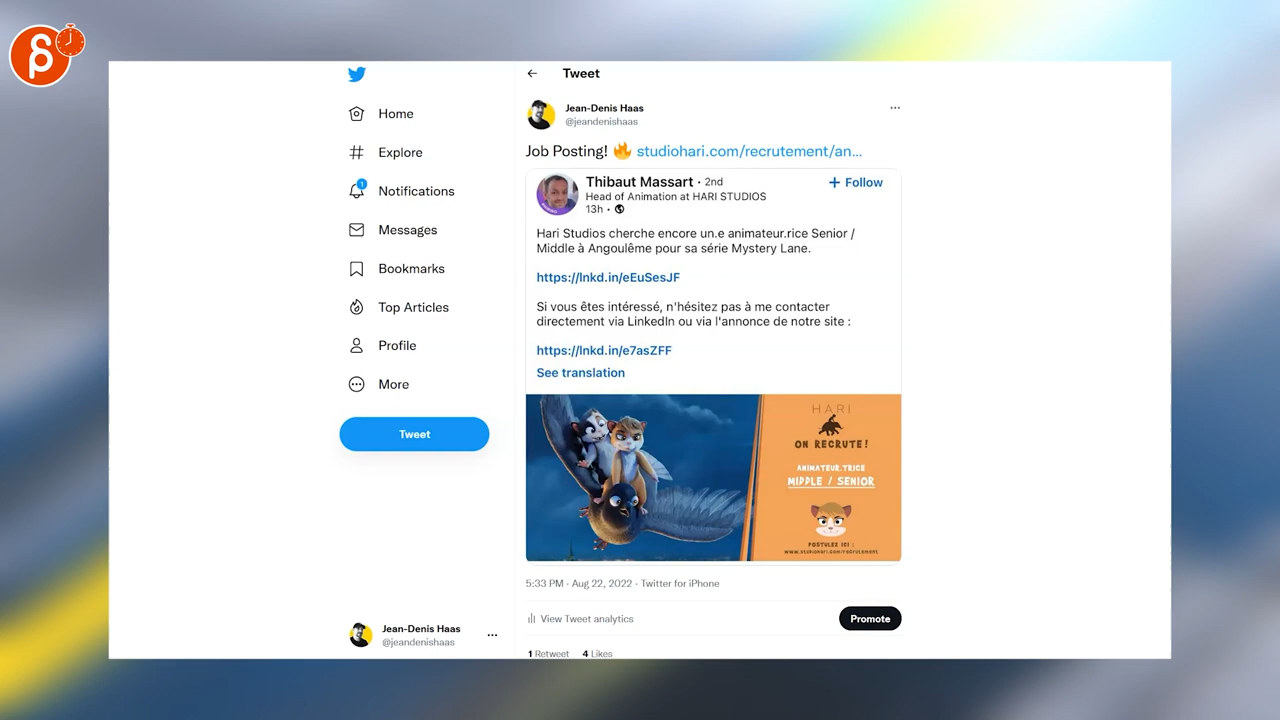 Home
Explore
1
Notifications
Messages
Bookmarks
Top Articles
Profile
More
Tweet
Jean-Denis Haas
@jeandenishaas
Tweet
Jean-Denis Haas
@jeandenishaas
Job Posting! 🔥 studiohari.com/recrutement/an...
Thibaut Massart · 2nd
+ Follow
Head of Animation at HARI STUDIOS
13h ·
Hari Studios cherche encore un.e animateur.rice Senior /
Middle à Angoulême pour sa série Mystery Lane.
https://lnkd.in/eEuSesJF
Si vous êtes intéressé, n'hésitez pas à me contacter
directement via LinkedIn ou via l'annonce de notre site :
https://lnkd.in/e7asZFF
See translation
HARI
ON RECRUTE!
ANIMATEUR.TRICE
MIDDLE / SENIOR
POSTULEZ ICI :
www.studiohari.com/recrutement
5:33 PM · Aug 22, 2022 · Twitter for iPhone
View Tweet analytics
Promote
1 Retweet 4 Likes